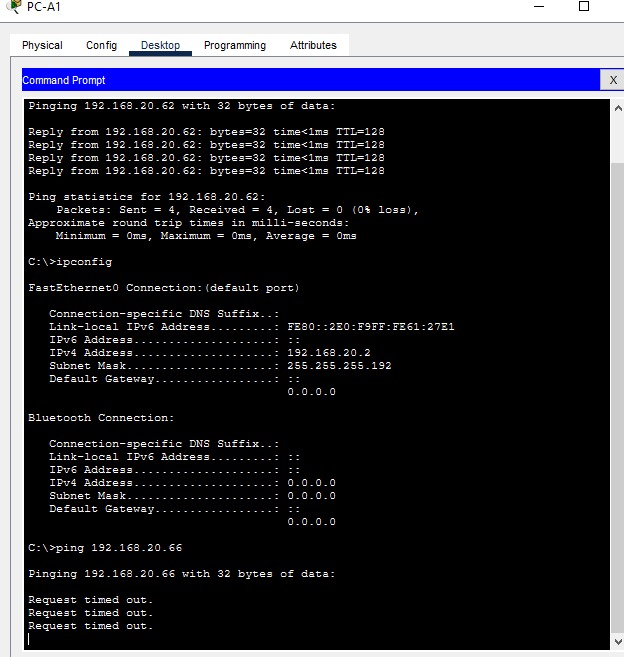 PC-A1
Physical Config Desktop Programming Attributes
Command Prompt X
Pinging 192.168.20.62 with 32 bytes of data:
Reply from 192.168.20.62: bytes=32 time<1ms TTL=128
Reply from 192.168.20.62: bytes=32 time<1ms TTL=128
Reply from 192.168.20.62: bytes=32 time<1ms TTL=128
Reply from 192.168.20.62: bytes=32 time<1ms TTL=128
Ping statistics for 192.168.20.62:
Packets: Sent = 4, Received = 4, Lost = 0 (0% loss),
Approximate round trip times in milli-seconds:
Minimum = 0ms, Maximum = 0ms, Average = 0ms
C:\>ipconfig
FastEthernet0 Connection:(default port)
Connection-specific DNS Suffix..:
Link-local IPv6 Address.........: FE80::2E0:F9FF:FE61:27E1
IPv6 Address....................: ::
IPv4 Address....................: 192.168.20.2
Subnet Mask.....................: 255.255.255.192
Default Gateway.................: ::
0.0.0.0
Bluetooth Connection:
Connection-specific DNS Suffix..:
Link-local IPv6 Address.........: ::
IPv6 Address....................: ::
IPv4 Address....................: 0.0.0.0
Subnet Mask.....................: 0.0.0.0
Default Gateway.................: ::
0.0.0.0
C:\>ping 192.168.20.66
Pinging 192.168.20.66 with 32 bytes of data:
Request timed out.
Request timed out.
Request timed out.